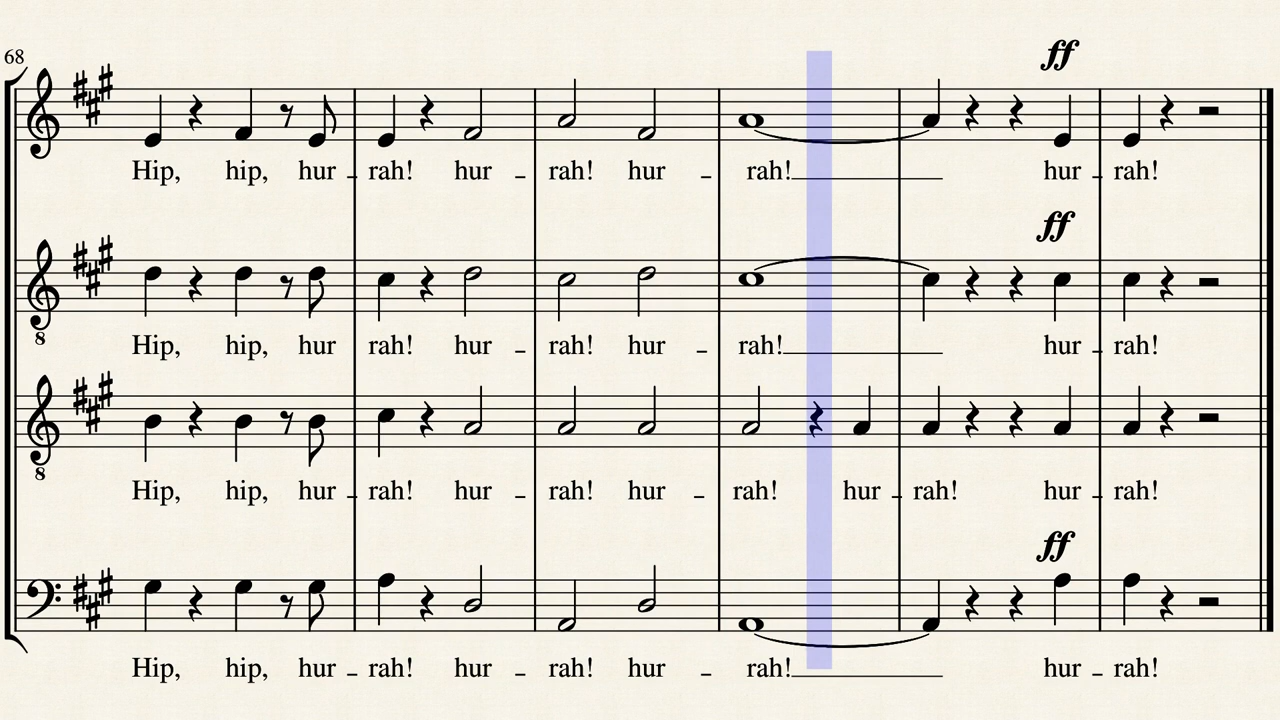 68
ff
Hip, hip, hur - rah! hur - rah! hur - rah!
hur - rah!
ff
8
Hip, hip, hur rah! hur - rah! hur - rah!
hur - rah!
8
Hip, hip, hur - rah! hur - rah! hur - rah! hur - rah! hur - rah!
ff
Hip, hip, hur - rah! hur - rah! hur - rah!
hur - rah!